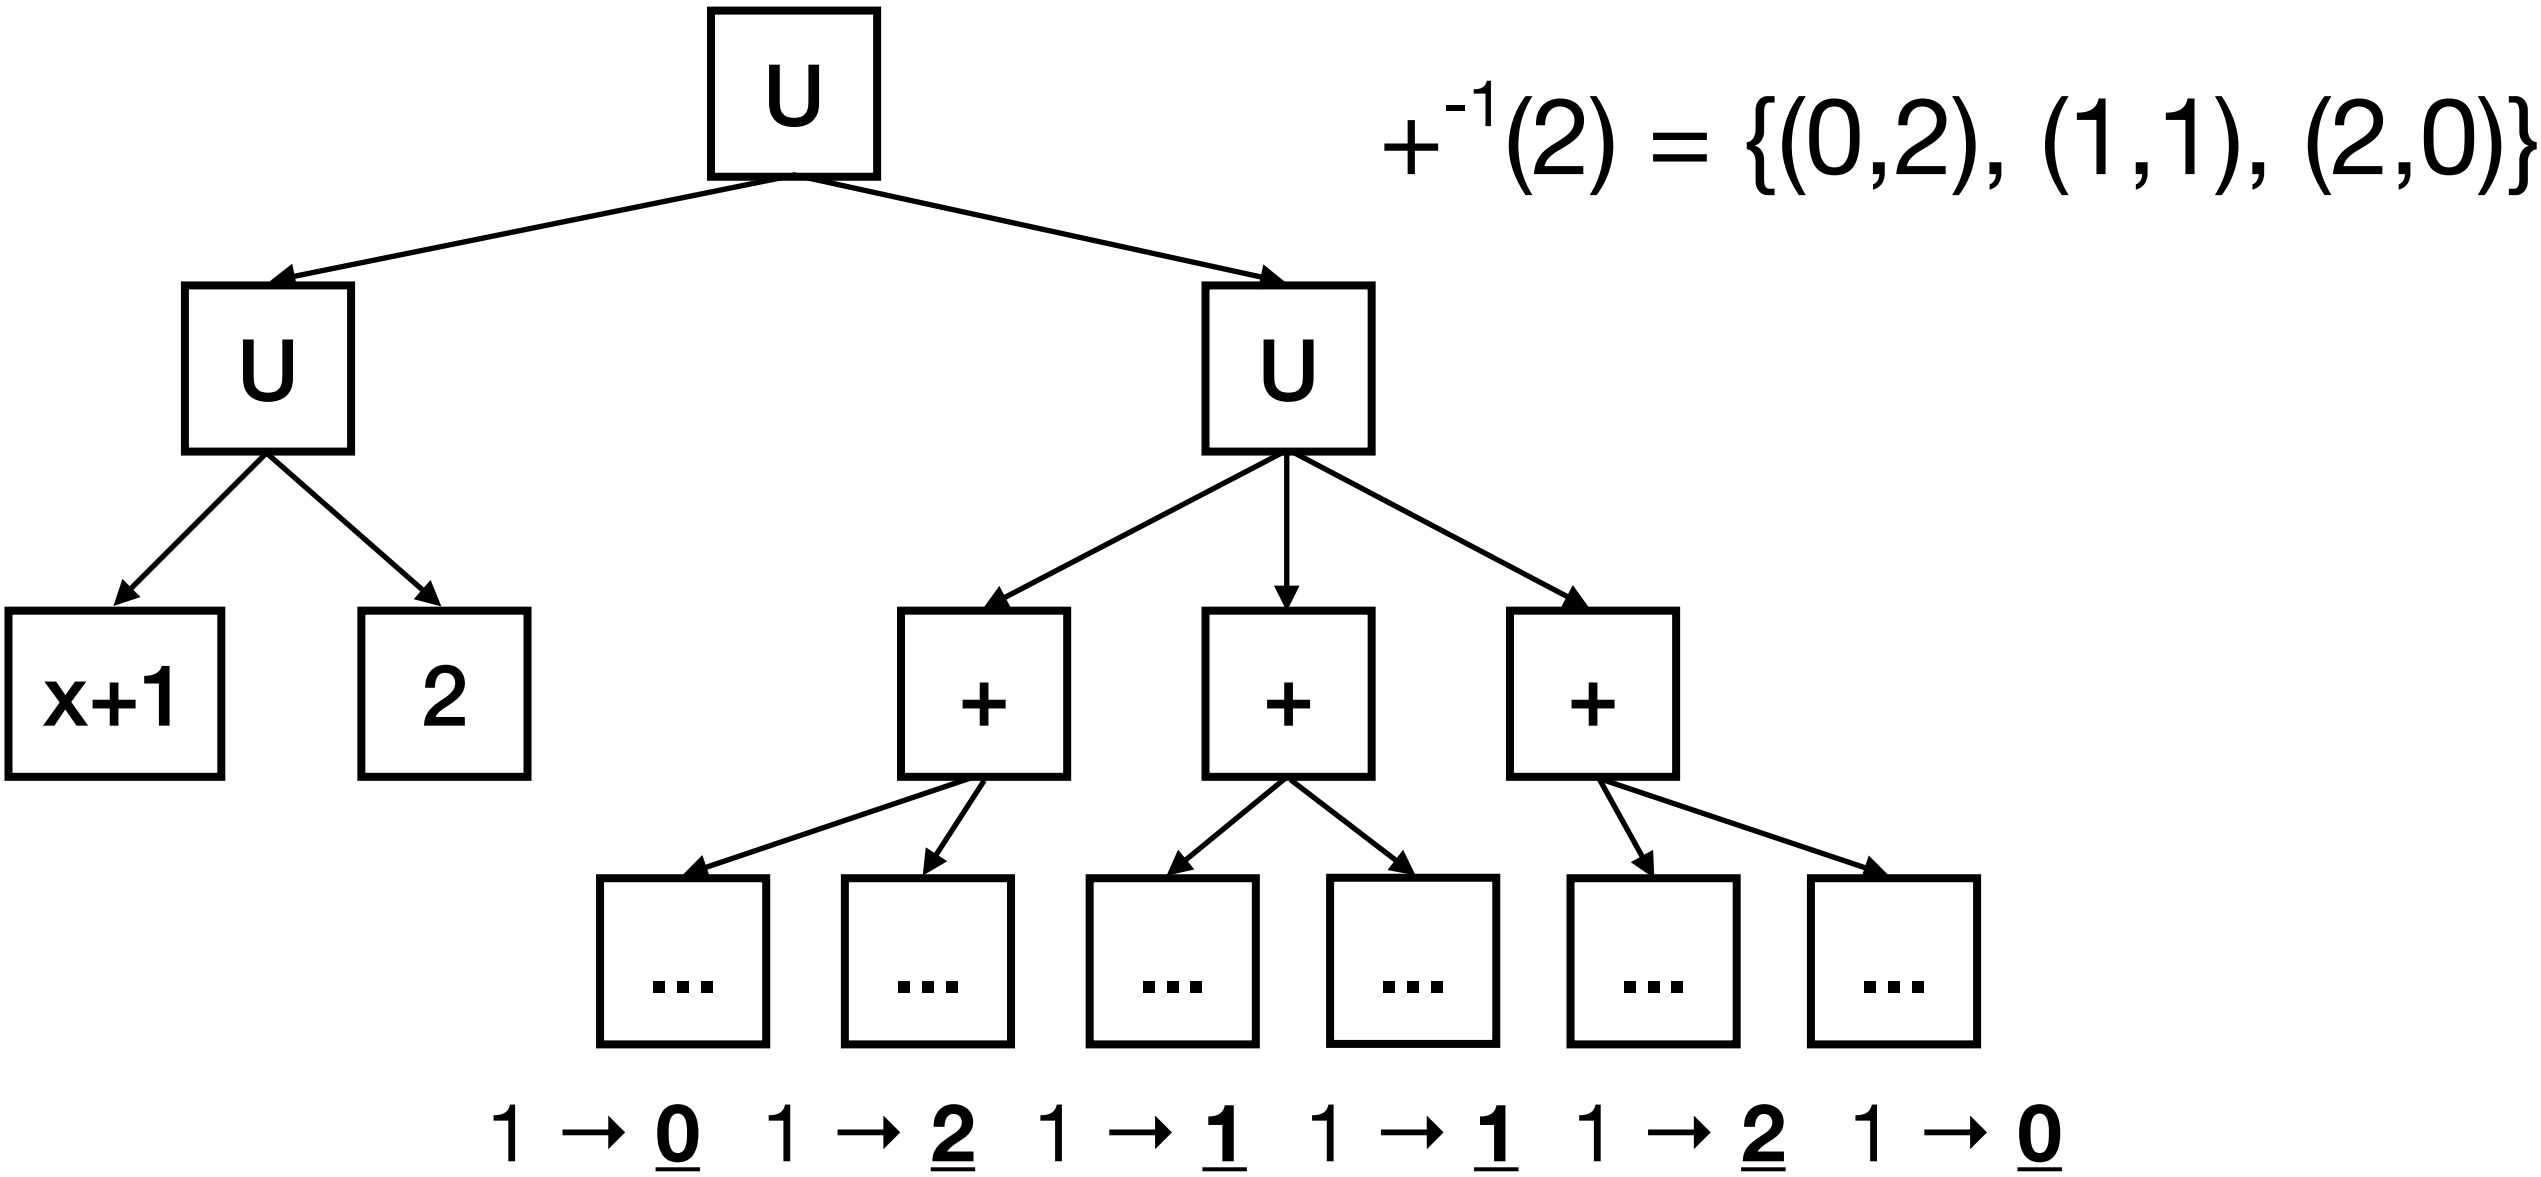 U
+-1(2) = {(0,2), (1,1), (2,0)}
U U
x+1 2 + + +
... ... ... ... ... ...
1 → 0 1 → 2 1 → 1 1 → 1 1 → 2 1 → 0